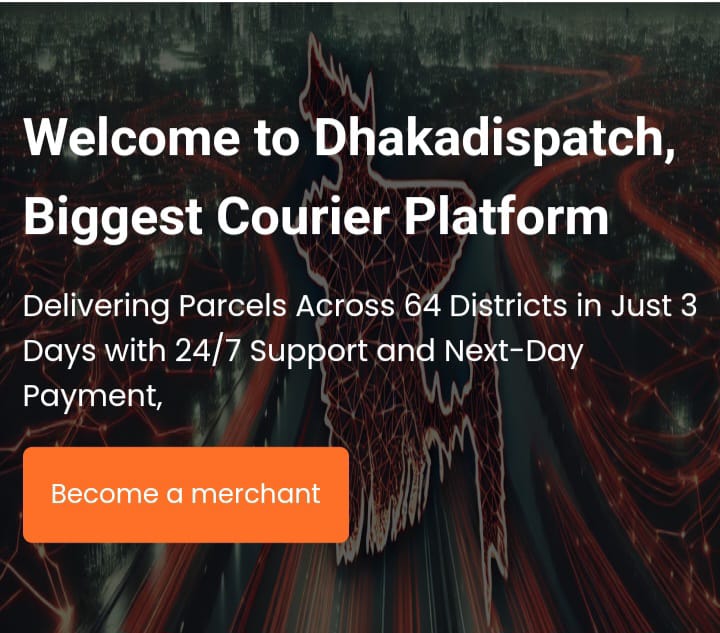 Welcome to Dhakadispatch,
Biggest Courier Platform
Delivering Parcels Across 64 Districts in Just 3
Days with 24/7 Support and Next-Day
Payment,
Become a merchant